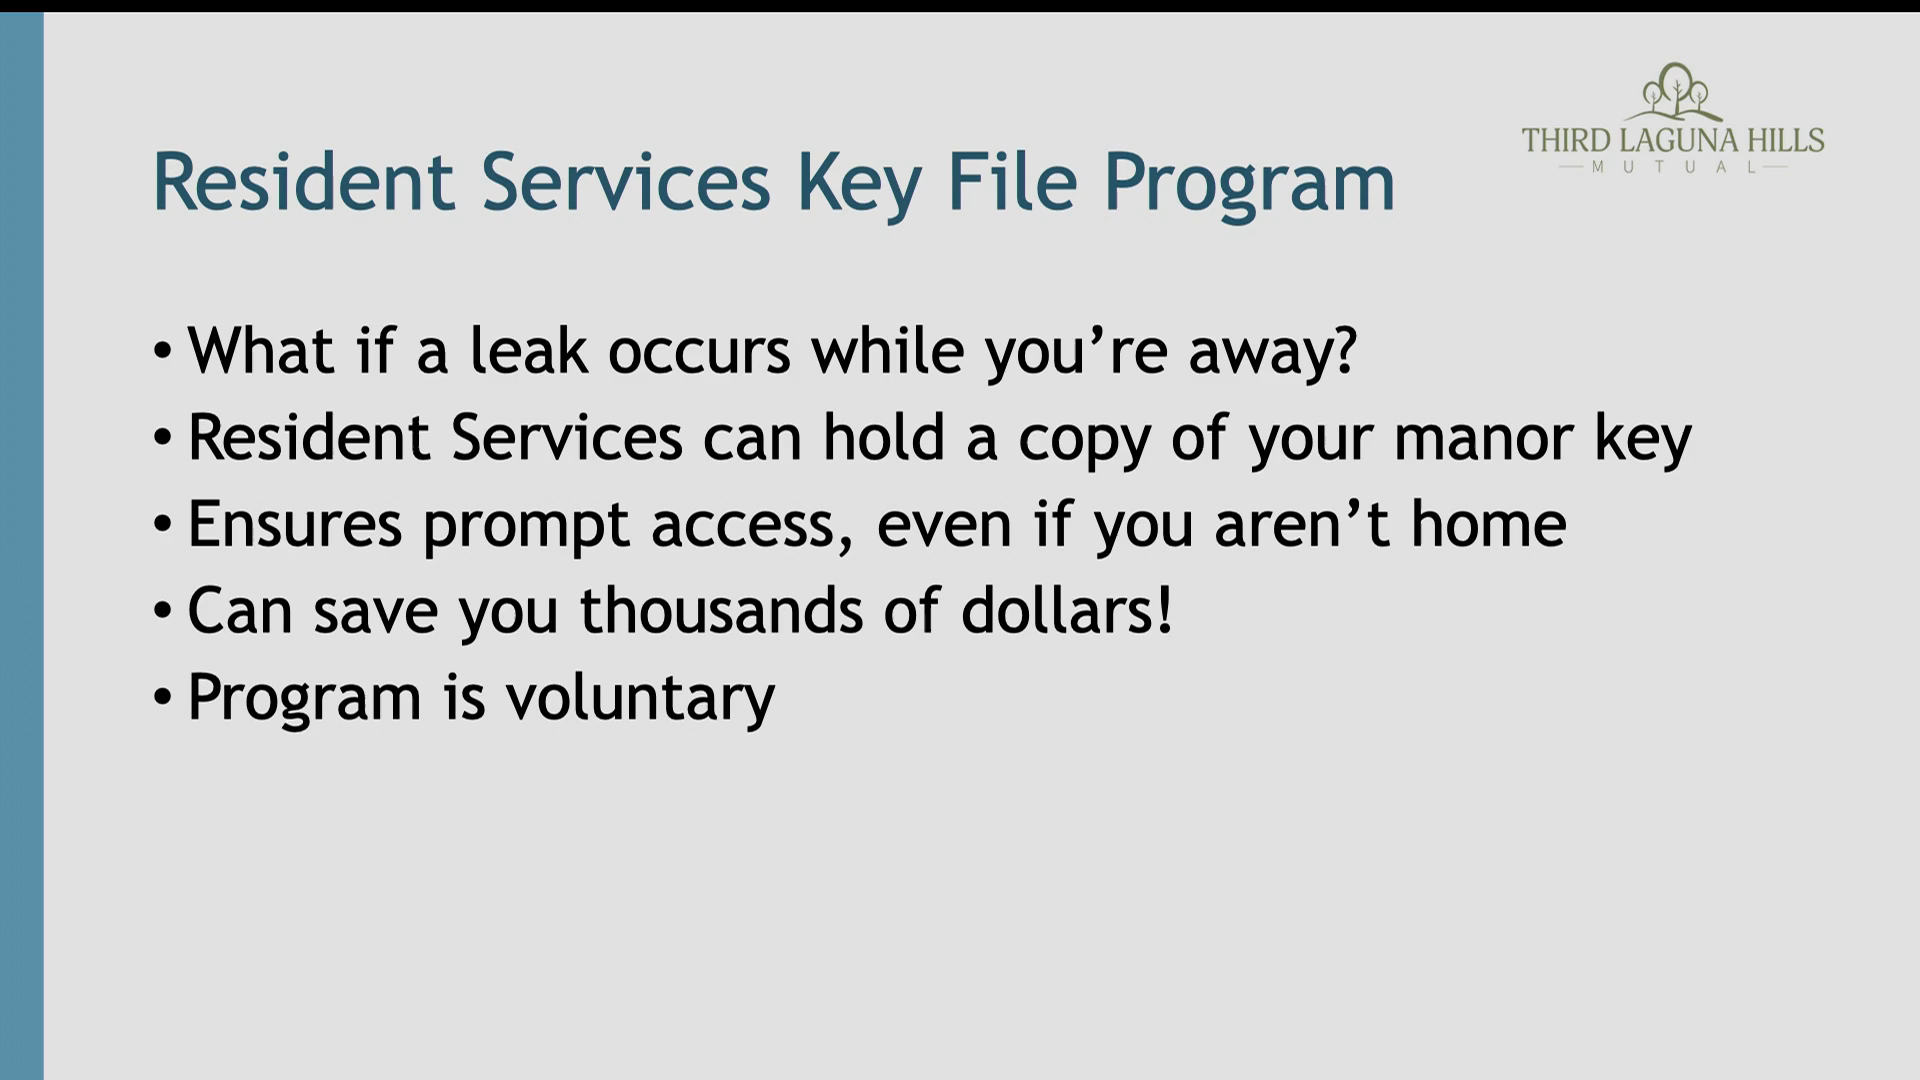 THIRD LAGUNA HILLS
MUTUAL
Resident Services Key File Program
• What if a leak occurs while you’re away?
• Resident Services can hold a copy of your manor key
• Ensures prompt access, even if you aren’t home
• Can save you thousands of dollars!
• Program is voluntary